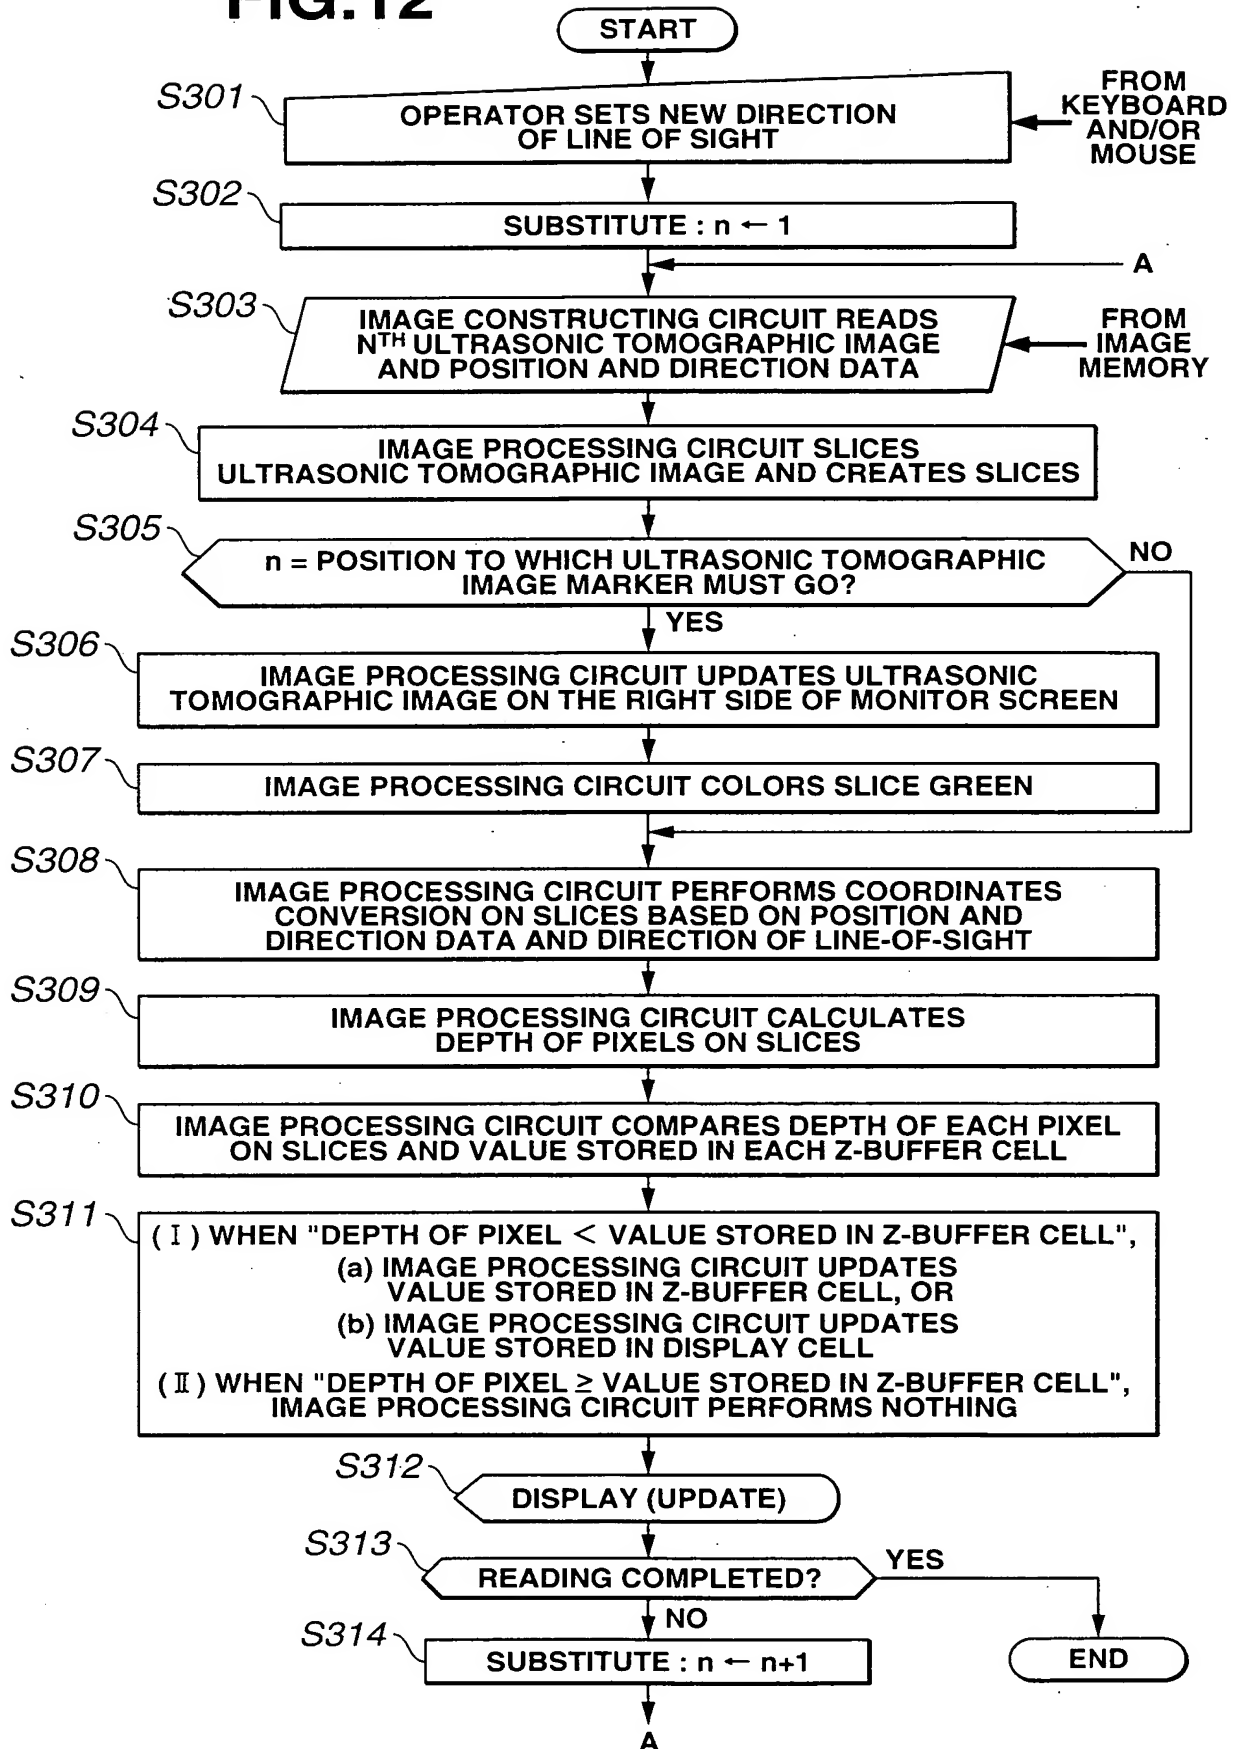 FIG.12
START
S301
OPERATOR SETS NEW DIRECTION
OF LINE OF SIGHT
FROM
KEYBOARD
AND/OR
MOUSE
S302
SUBSTITUTE : n ← 1
A
S303
IMAGE CONSTRUCTING CIRCUIT READS
NTH ULTRASONIC TOMOGRAPHIC IMAGE
AND POSITION AND DIRECTION DATA
FROM
IMAGE
MEMORY
S304
IMAGE PROCESSING CIRCUIT SLICES
ULTRASONIC TOMOGRAPHIC IMAGE AND CREATES SLICES
S305
n = POSITION TO WHICH ULTRASONIC TOMOGRAPHIC
IMAGE MARKER MUST GO?
NO
YES
S306
IMAGE PROCESSING CIRCUIT UPDATES ULTRASONIC
TOMOGRAPHIC IMAGE ON THE RIGHT SIDE OF MONITOR SCREEN
S307
IMAGE PROCESSING CIRCUIT COLORS SLICE GREEN
S308
IMAGE PROCESSING CIRCUIT PERFORMS COORDINATES
CONVERSION ON SLICES BASED ON POSITION AND
DIRECTION DATA AND DIRECTION OF LINE-OF-SIGHT
S309
IMAGE PROCESSING CIRCUIT CALCULATES
DEPTH OF PIXELS ON SLICES
S310
IMAGE PROCESSING CIRCUIT COMPARES DEPTH OF EACH PIXEL
ON SLICES AND VALUE STORED IN EACH Z-BUFFER CELL
S311
(Ⅰ) WHEN "DEPTH OF PIXEL < VALUE STORED IN Z-BUFFER CELL",
(a) IMAGE PROCESSING CIRCUIT UPDATES
VALUE STORED IN Z-BUFFER CELL, OR
(b) IMAGE PROCESSING CIRCUIT UPDATES
VALUE STORED IN DISPLAY CELL
(Ⅱ) WHEN "DEPTH OF PIXEL ≥ VALUE STORED IN Z-BUFFER CELL",
IMAGE PROCESSING CIRCUIT PERFORMS NOTHING
S312
DISPLAY (UPDATE)
S313
READING COMPLETED?
YES
NO
S314
SUBSTITUTE : n ← n+1
END
A